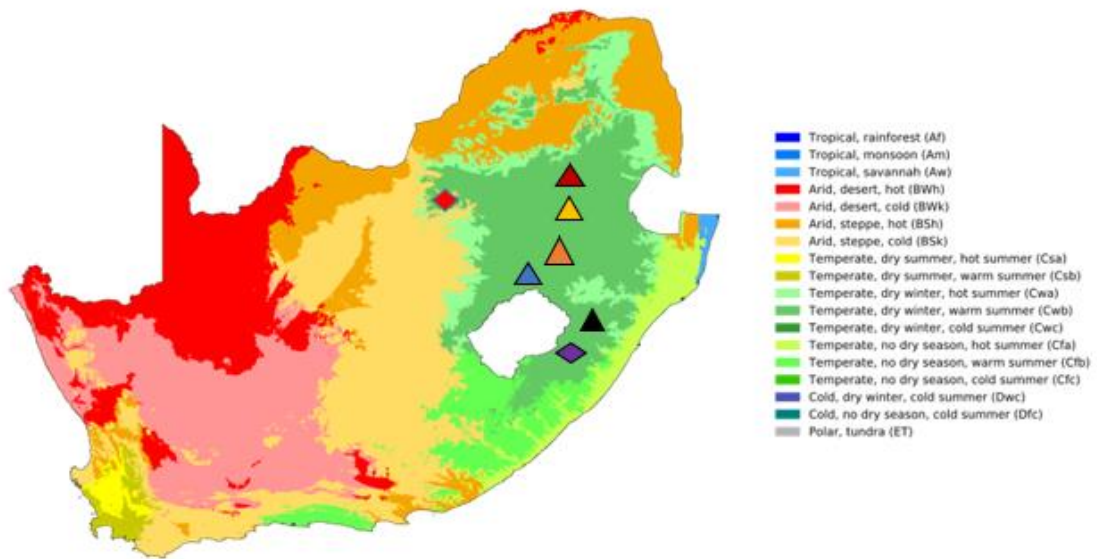 Tropical, rainforest (Af)
Tropical, monsoon (Am)
Tropical, savannah (Aw)
Arid, desert, hot (BWh)
Arid, desert, cold (BWk)
Arid, steppe, hot (BSh)
Arid, steppe, cold (BSk)
Temperate, dry summer, hot summer (Csa)
Temperate, dry summer, warm summer (Csb)
Temperate, dry winter, hot summer (Cwa)
Temperate, dry winter, warm summer (Cwb)
Temperate, dry winter, cold summer (Cwc)
Temperate, no dry season, hot summer (Cfa)
Temperate, no dry season, warm summer (Cfb)
Temperate, no dry season, cold summer (Cfc)
Cold, dry winter, cold summer (Dwc)
Cold, no dry season, cold summer (Dfc)
Polar, tundra (ET)